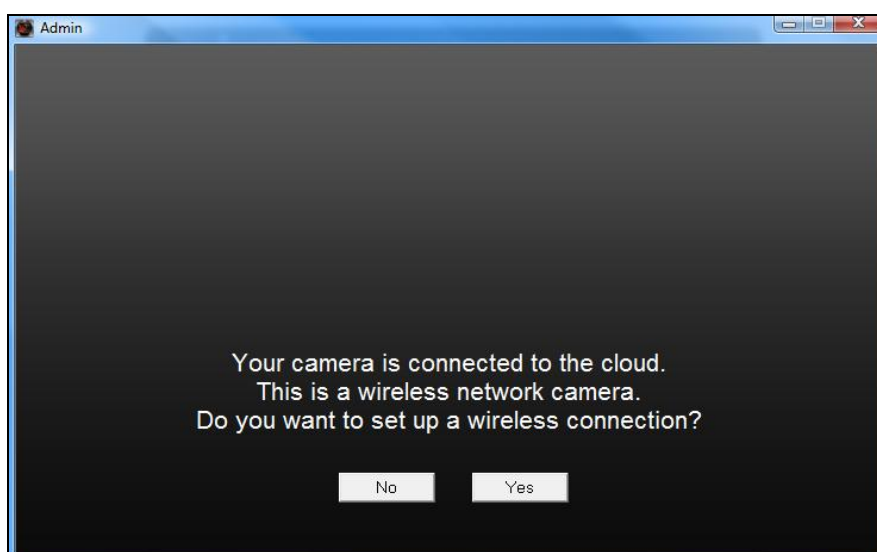 Admin
Your camera is connected to the cloud.
This is a wireless network camera.
Do you want to set up a wireless connection?
No Yes